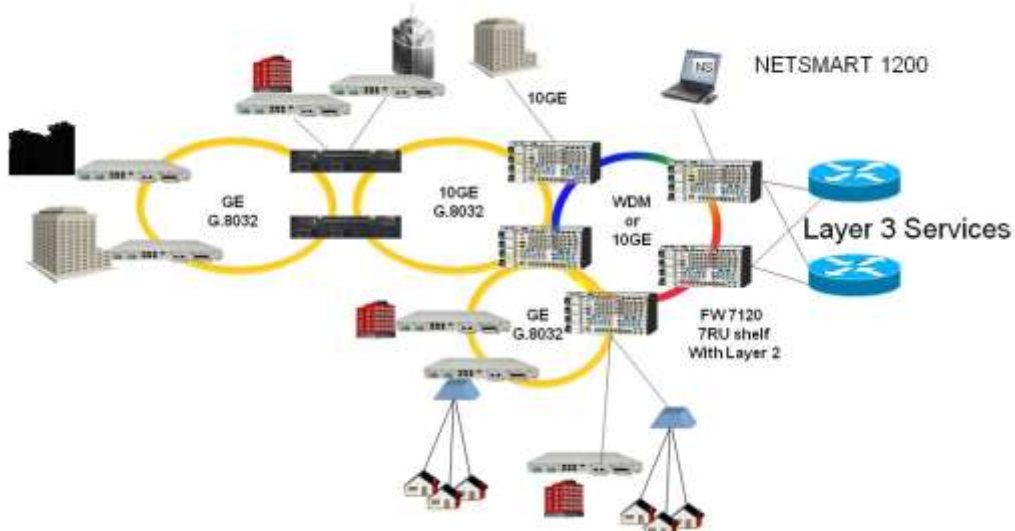 NS
NETSMART 1200
10GE
GE
G.8032
10GE
G.8032
WDM
or
10GE
Layer 3 Services
GE
G.8032
FW 7120
7RU shelf
With Layer 2